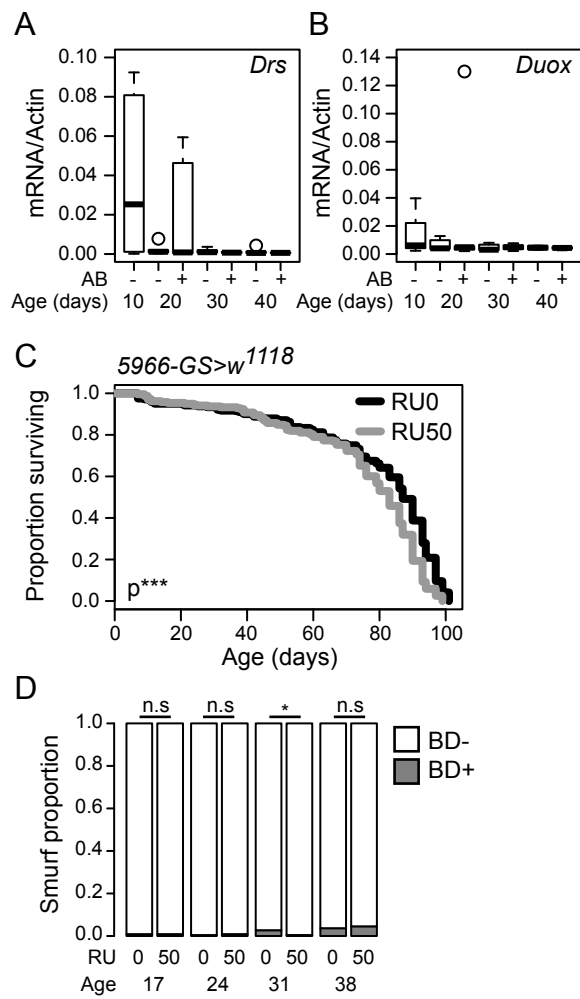 A
Drs
mRNA/Actin
0.10
0.08
0.06
0.04
0.02
0.00
AB - - + - + - +
Age (days) 10 20 30 40
B
Duox
mRNA/Actin
0.14
0.12
0.10
0.08
0.06
0.04
0.02
0.00
AB - - + - + - +
Age (days) 10 20 30 40
C
5966-GS>w1118
RU0
RU50
Proportion surviving
1.0
0.8
0.6
0.4
0.2
0.0
p***
0 20 40 60 80 100
Age (days)
D
n.s n.s * n.s
Smurf proportion
1.0
0.8
0.6
0.4
0.2
0.0
BD-
BD+
RU 0 50 0 50 0 50 0 50
Age 17 24 31 38